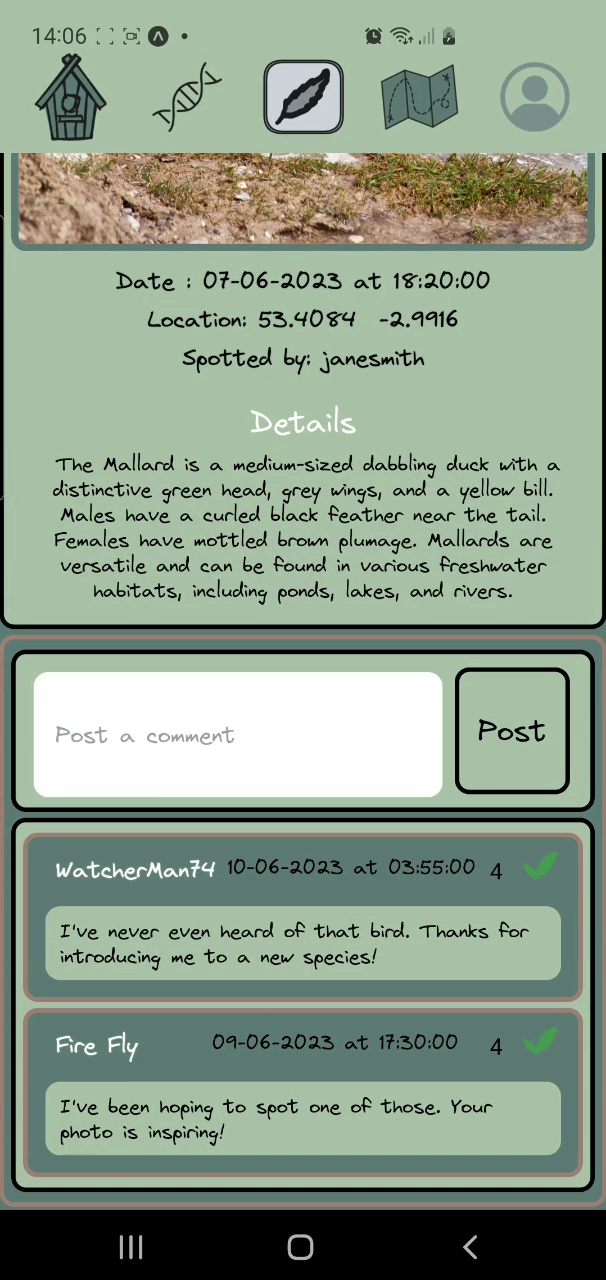 14:06
Date : 07-06-2023 at 18:20:00
Location: 53.4084 -2.9916
Spotted by: janesmith
Details
The Mallard is a medium-sized dabbling duck with a
distinctive green head, grey wings, and a yellow bill.
Males have a curled black feather near the tail.
Females have mottled brown plumage. Mallards are
versatile and can be found in various freshwater
habitats, including ponds, lakes, and rivers.
Post a comment
Post
WatcherMan74 10-06-2023 at 03:55:00 4
I've never even heard of that bird. Thanks for
introducing me to a new species!
Fire Fly 09-06-2023 at 17:30:00 4
I've been hoping to spot one of those. Your
photo is inspiring!